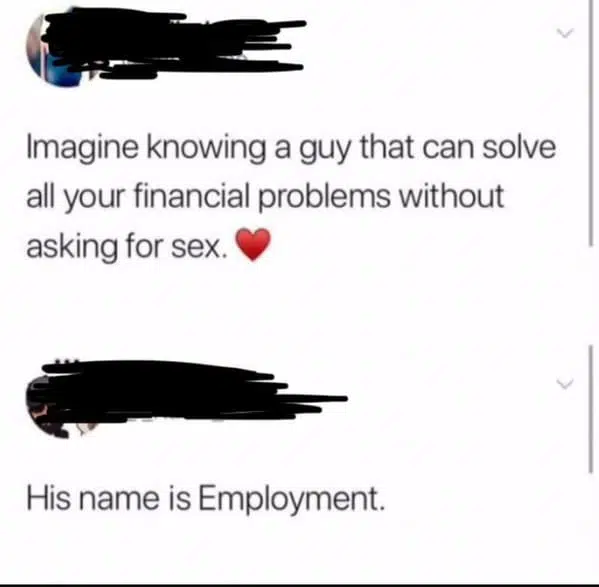 Imagine knowing a guy that can solve
all your financial problems without
asking for sex. ♥️
His name is Employment.